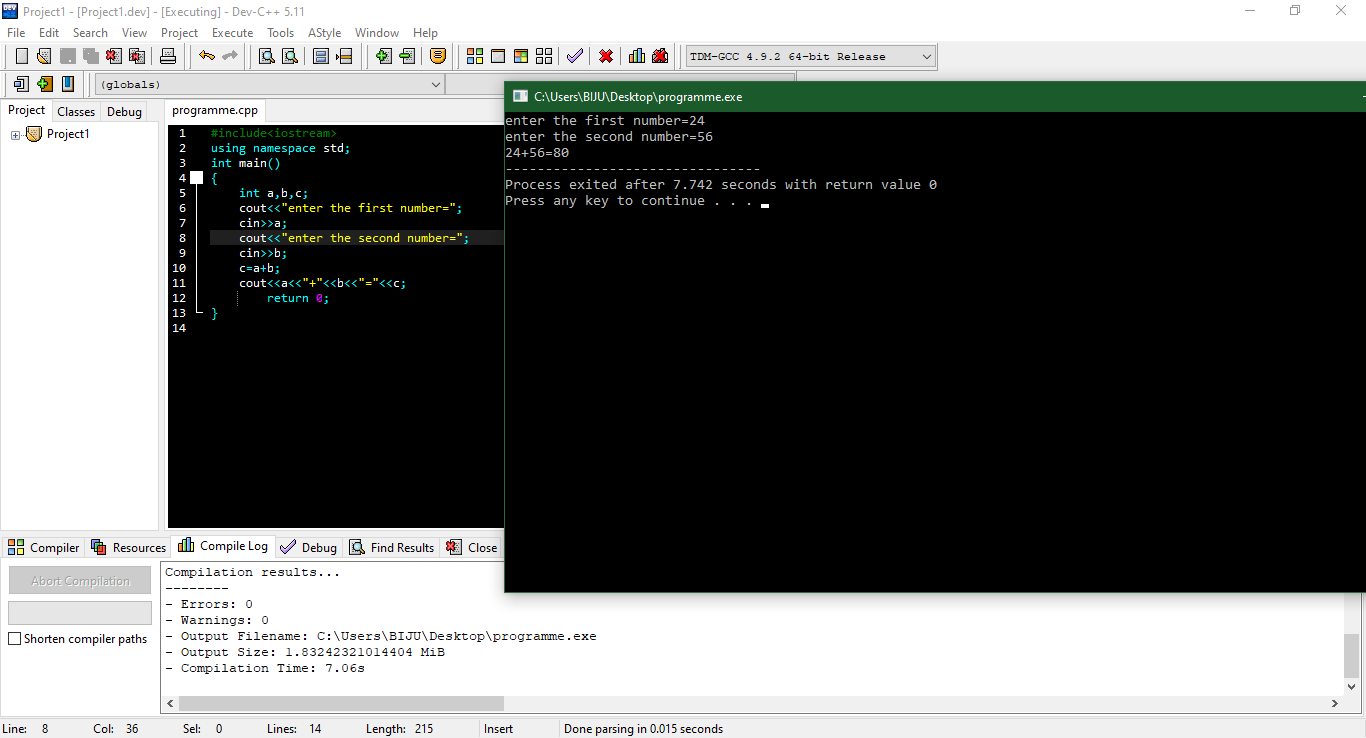 Project1 - [Project1.dev] - [Executing] - Dev-C++ 5.11
File Edit Search View Project Execute Tools AStyle Window Help
TDM-GCC 4.9.2 64-bit Release
(globals)
Project Classes Debug
Project1
programme.cpp
1 #include<iostream>
2 using namespace std;
3 int main()
4 {
5 int a,b,c;
6 cout<<"enter the first number=";
7 cin>>a;
8 cout<<"enter the second number=";
9 cin>>b;
10 c=a+b;
11 cout<<a<<"+"<<b<<"="<<c;
12 return 0;
13 }
14
C:\Users\BIJU\Desktop\programme.exe
enter the first number=24
enter the second number=56
24+56=80
--------------------------------
Process exited after 7.742 seconds with return value 0
Press any key to continue . . .
Compiler Resources Compile Log Debug Find Results Close
Abort Compilation
Shorten compiler paths
Compilation results...
--------
- Errors: 0
- Warnings: 0
- Output Filename: C:\Users\BIJU\Desktop\programme.exe
- Output Size: 1.83242321014404 MiB
- Compilation Time: 7.06s
Line: 8 Col: 36 Sel: 0 Lines: 14 Length: 215 Insert Done parsing in 0.015 seconds